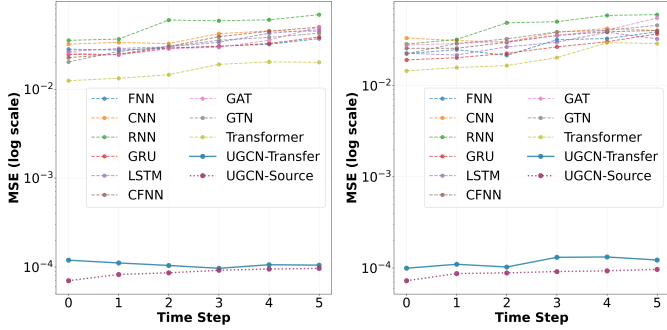 MSE (log scale)
10⁻²
10⁻³
10⁻⁴
FNN
CNN
RNN
GRU
LSTM
CFNN
GAT
GTN
Transformer
UGCN-Transfer
UGCN-Source
0 1 2 3 4 5
Time Step
MSE (log scale)
10⁻²
10⁻³
10⁻⁴
FNN
CNN
RNN
GRU
LSTM
CFNN
GAT
GTN
Transformer
UGCN-Transfer
UGCN-Source
0 1 2 3 4 5
Time Step